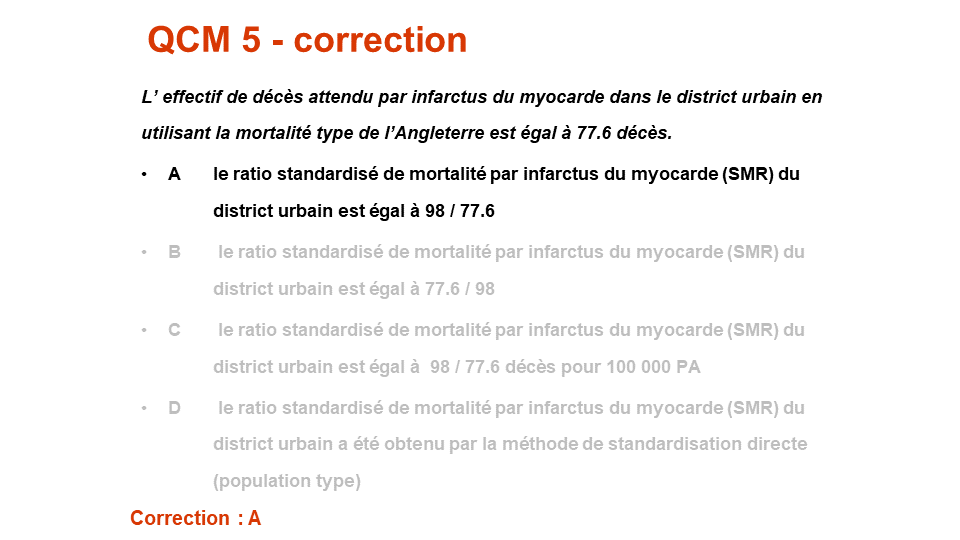 QCM 5 - correction
L’ effectif de décès attendu par infarctus du myocarde dans le district urbain en
utilisant la mortalité type de l’Angleterre est égal à 77.6 décès.
• A le ratio standardisé de mortalité par infarctus du myocarde (SMR) du
district urbain est égal à 98 / 77.6
• B le ratio standardisé de mortalité par infarctus du myocarde (SMR) du
district urbain est égal à 77.6 / 98
• C le ratio standardisé de mortalité par infarctus du myocarde (SMR) du
district urbain est égal à 98 / 77.6 décès pour 100 000 PA
• D le ratio standardisé de mortalité par infarctus du myocarde (SMR) du
district urbain a été obtenu par la méthode de standardisation directe
(population type)
Correction : A